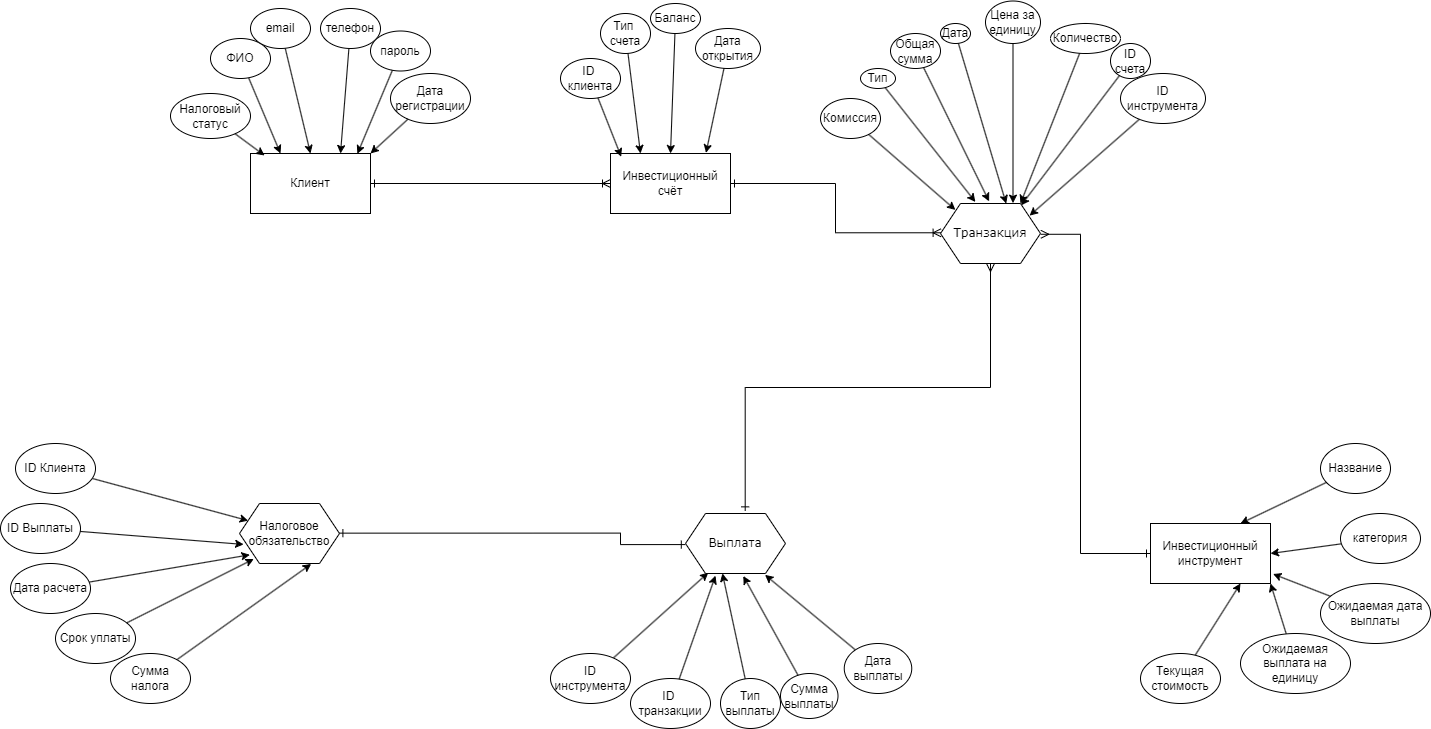 email
телефон
ФИО
пароль
Налоговый
статус
Дата
регистрации
Клиент
Тип
счета
Баланс
Дата
открытия
ID
клиента
Инвестиционный
счёт
Цена за
единицу
Дата
Общая
сумма
Количество
Тип
ID
счета
ID
инструмента
Комиссия
Транзакция
ID Клиента
ID Выплаты
Дата расчета
Срок уплаты
Сумма
налога
Налоговое
обязательство
Выплата
ID
инструмента
ID
транзакции
Тип
выплаты
Сумма
выплаты
Дата
выплаты
Название
категория
Инвестиционный
инструмент
Ожидаемая дата
выплаты
Ожидаемая
выплата на
единицу
Текущая
стоимость